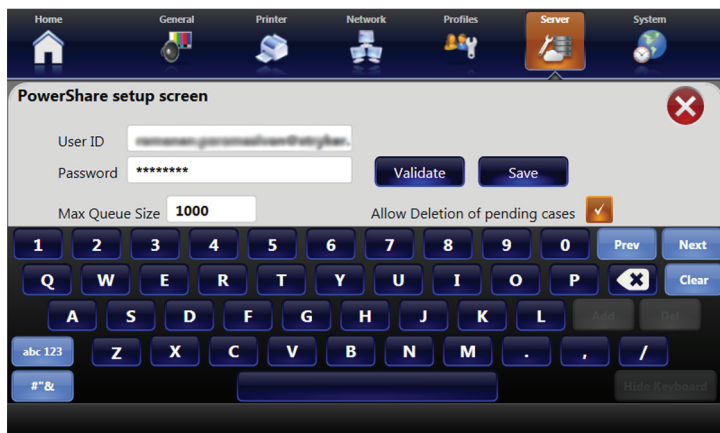 Home General Printer Network Profiles Server System
PowerShare setup screen
User ID
Password ******** Validate Save
Max Queue Size 1000 Allow Deletion of pending cases
1 2 3 4 5 6 7 8 9 0 Prev Next
Q W E R T Y U I O P Clear
A S D F G H J K L Add Del
abc 123 Z X C V B N M . , /
#"& Hide Keyboard